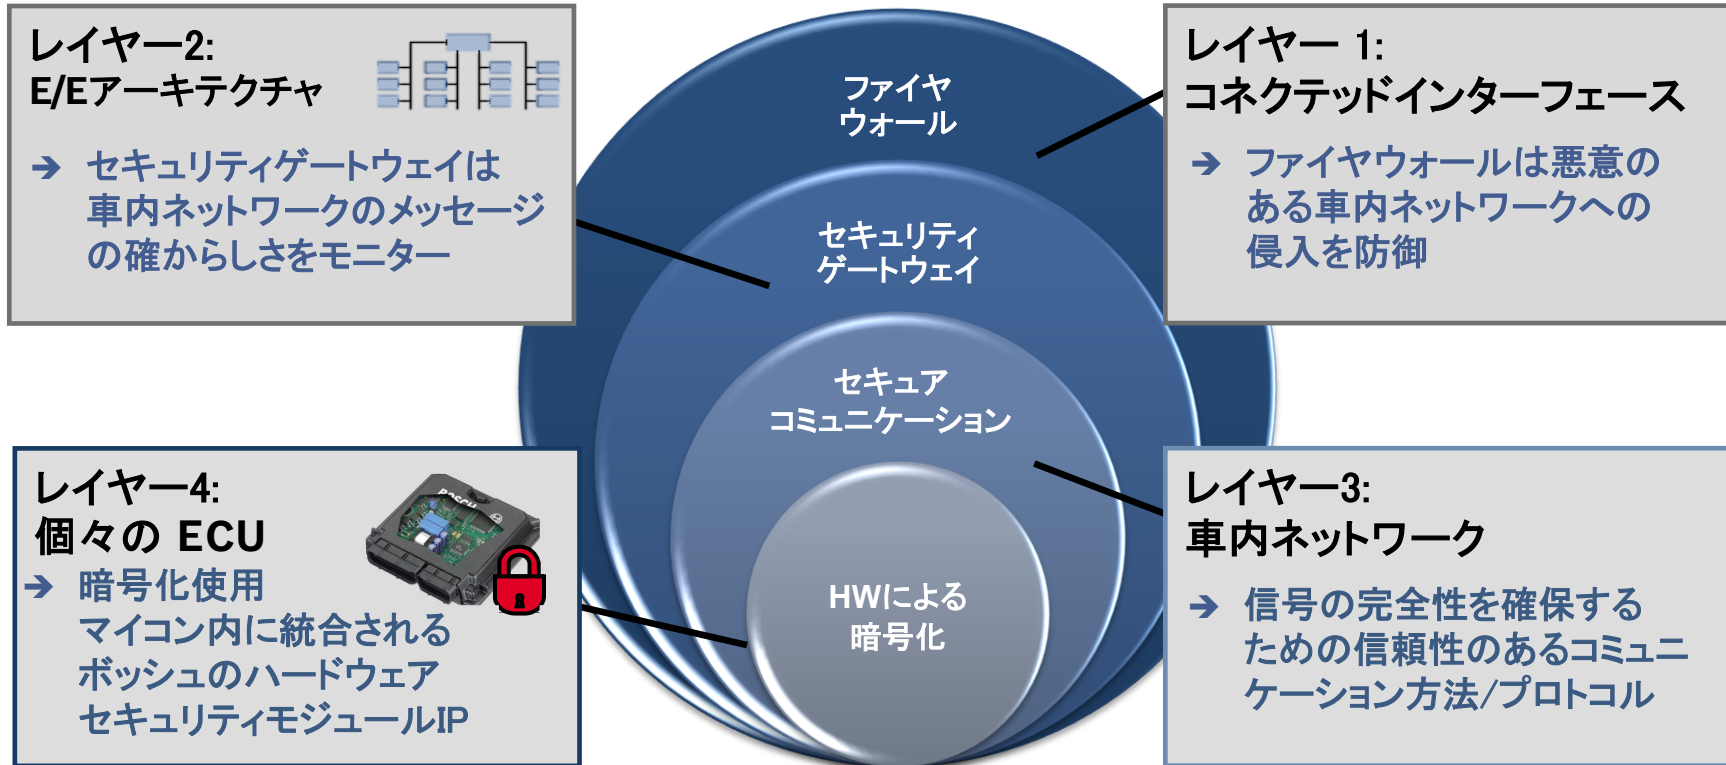 レイヤー2:
E/Eアーキテクチャ
➔ セキュリティゲートウェイは
車内ネットワークのメッセージ
の確からしさをモニター
ファイヤ
ウォール
セキュリティ
ゲートウェイ
セキュア
コミュニケーション
HWによる
暗号化
レイヤー 1:
コネクテッドインターフェース
➔ ファイヤウォールは悪意の
ある車内ネットワークへの
侵入を防御
レイヤー4:
個々の ECU
➔ 暗号化使用
マイコン内に統合される
ボッシュのハードウェア
セキュリティモジュールIP
BOSCH
レイヤー3:
車内ネットワーク
➔ 信号の完全性を確保する
ための信頼性のあるコミュニ
ケーション方法/プロトコル